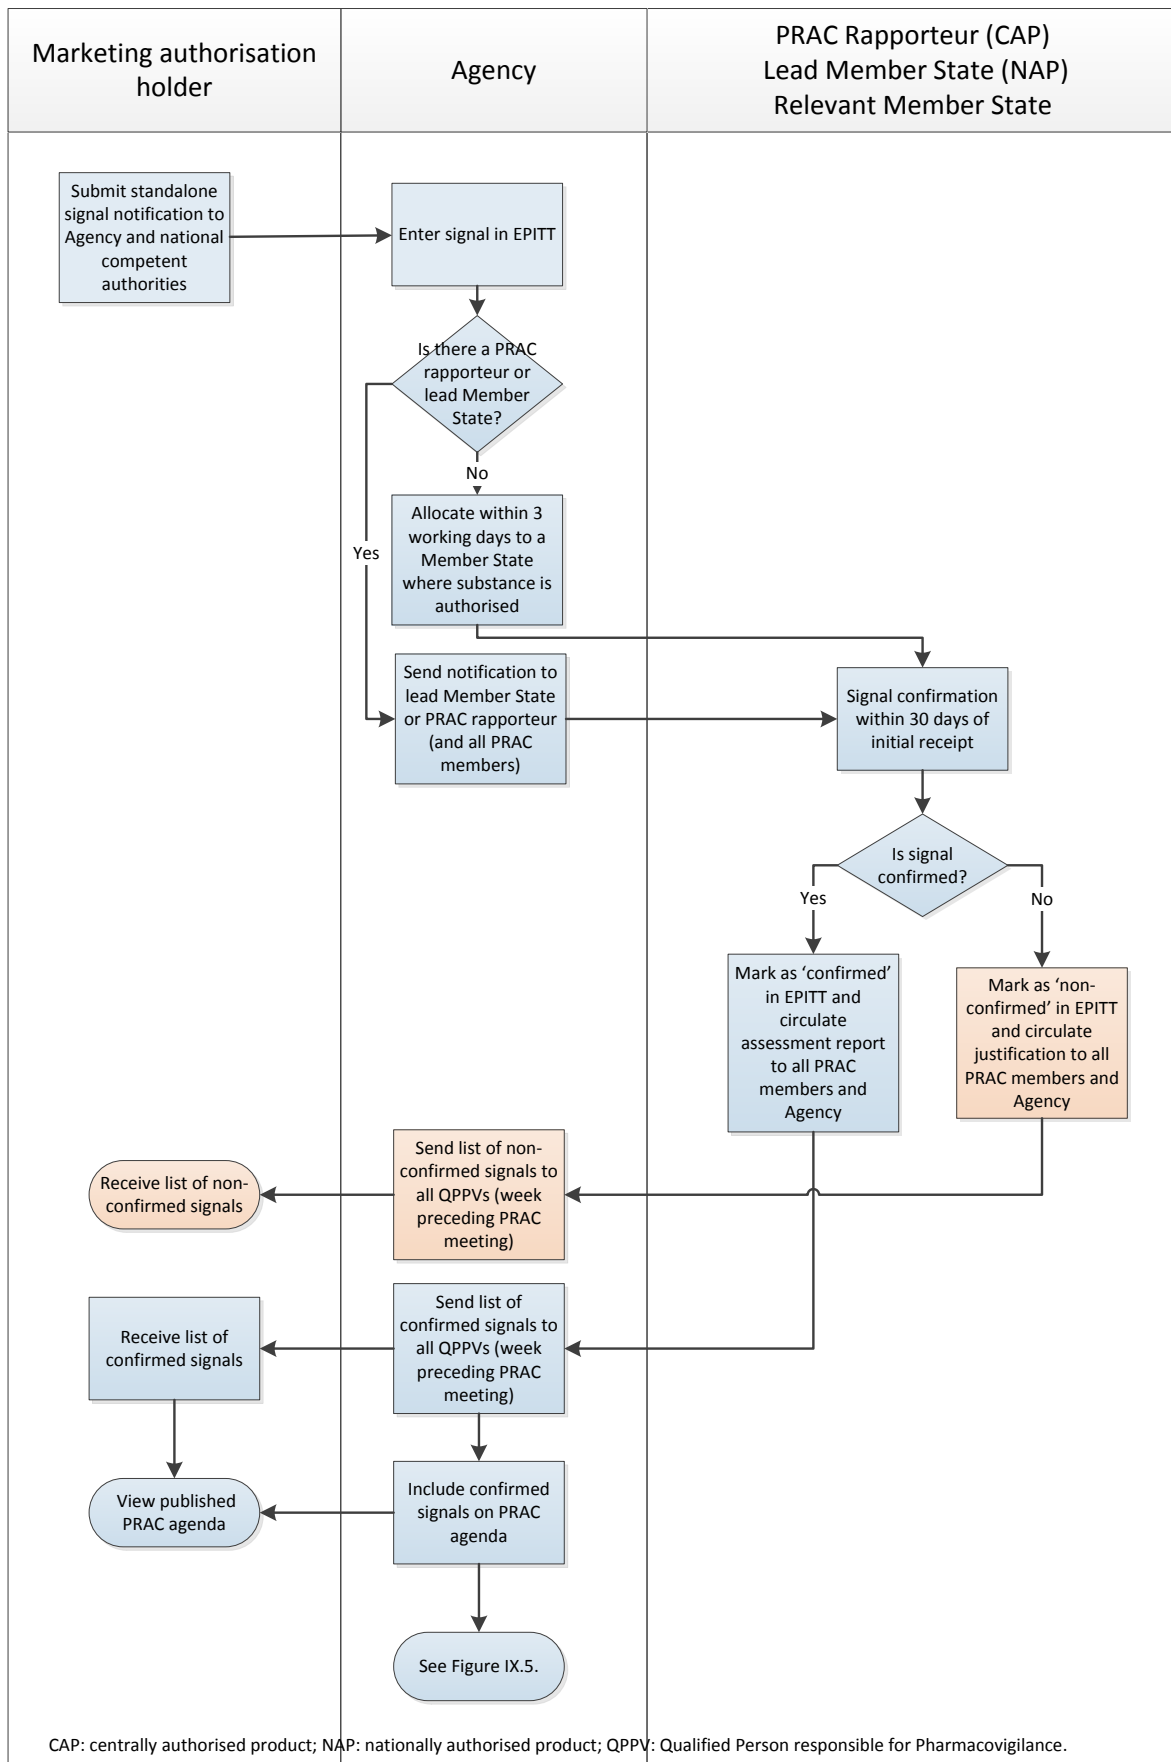 Marketing authorisation
holder
Agency
PRAC Rapporteur (CAP)
Lead Member State (NAP)
Relevant Member State
Submit standalone
signal notification to
Agency and national
competent
authorities
Enter signal in EPITT
Is there a PRAC
rapporteur or
lead Member
State?
No
Yes
Allocate within 3
working days to a
Member State
where substance is
authorised
Send notification to
lead Member State
or PRAC rapporteur
(and all PRAC
members)
Signal confirmation
within 30 days of
initial receipt
Is signal
confirmed?
Yes
No
Mark as ‘confirmed’
in EPITT and
circulate
assessment report
to all PRAC
members and
Agency
Mark as ‘non-
confirmed’ in EPITT
and circulate
justification to all
PRAC members and
Agency
Send list of non-
confirmed signals to
all QPPVs (week
preceding PRAC
meeting)
Receive list of non-
confirmed signals
Send list of
confirmed signals to
all QPPVs (week
preceding PRAC
meeting)
Receive list of
confirmed signals
Include confirmed
signals on PRAC
agenda
View published
PRAC agenda
See Figure IX.5.
CAP: centrally authorised product; NAP: nationally authorised product; QPPV: Qualified Person responsible for Pharmacovigilance.